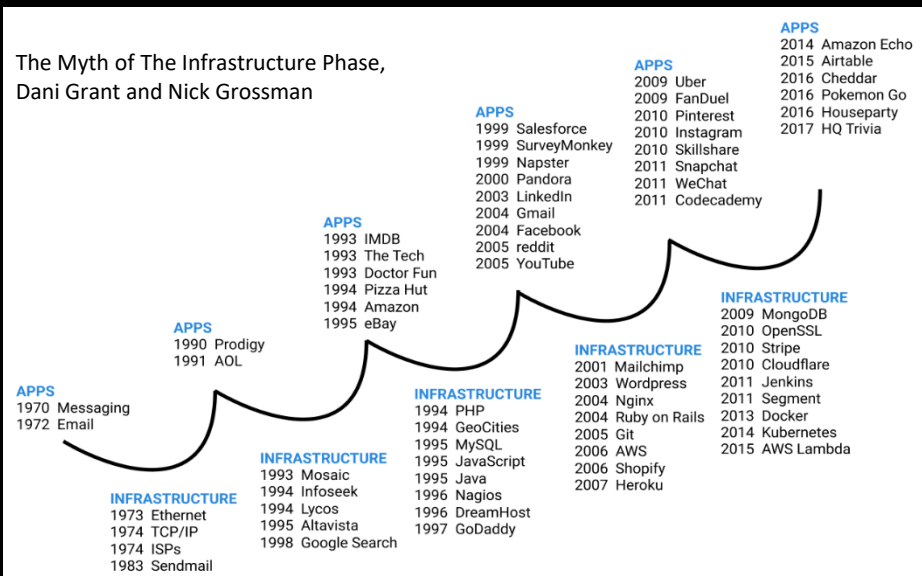 The Myth of The Infrastructure Phase,
Dani Grant and Nick Grossman
APPS
1970 Messaging
1972 Email
INFRASTRUCTURE
1973 Ethernet
1974 TCP/IP
1974 ISPs
1983 Sendmail
APPS
1990 Prodigy
1991 AOL
INFRASTRUCTURE
1993 Mosaic
1994 Infoseek
1994 Lycos
1995 Altavista
1998 Google Search
APPS
1993 IMDB
1993 The Tech
1993 Doctor Fun
1994 Pizza Hut
1994 Amazon
1995 eBay
INFRASTRUCTURE
1994 PHP
1994 GeoCities
1995 MySQL
1995 JavaScript
1995 Java
1996 Nagios
1996 DreamHost
1997 GoDaddy
APPS
1999 Salesforce
1999 SurveyMonkey
1999 Napster
2000 Pandora
2003 LinkedIn
2004 Gmail
2004 Facebook
2005 reddit
2005 YouTube
INFRASTRUCTURE
2001 Mailchimp
2003 Wordpress
2004 Nginx
2004 Ruby on Rails
2005 Git
2006 AWS
2006 Shopify
2007 Heroku
APPS
2009 Uber
2009 FanDuel
2010 Pinterest
2010 Instagram
2010 Skillshare
2011 Snapchat
2011 WeChat
2011 Codecademy
INFRASTRUCTURE
2009 MongoDB
2010 OpenSSL
2010 Stripe
2010 Cloudflare
2011 Jenkins
2011 Segment
2013 Docker
2014 Kubernetes
2015 AWS Lambda
APPS
2014 Amazon Echo
2015 Airtable
2016 Cheddar
2016 Pokemon Go
2016 Houseparty
2017 HQ Trivia